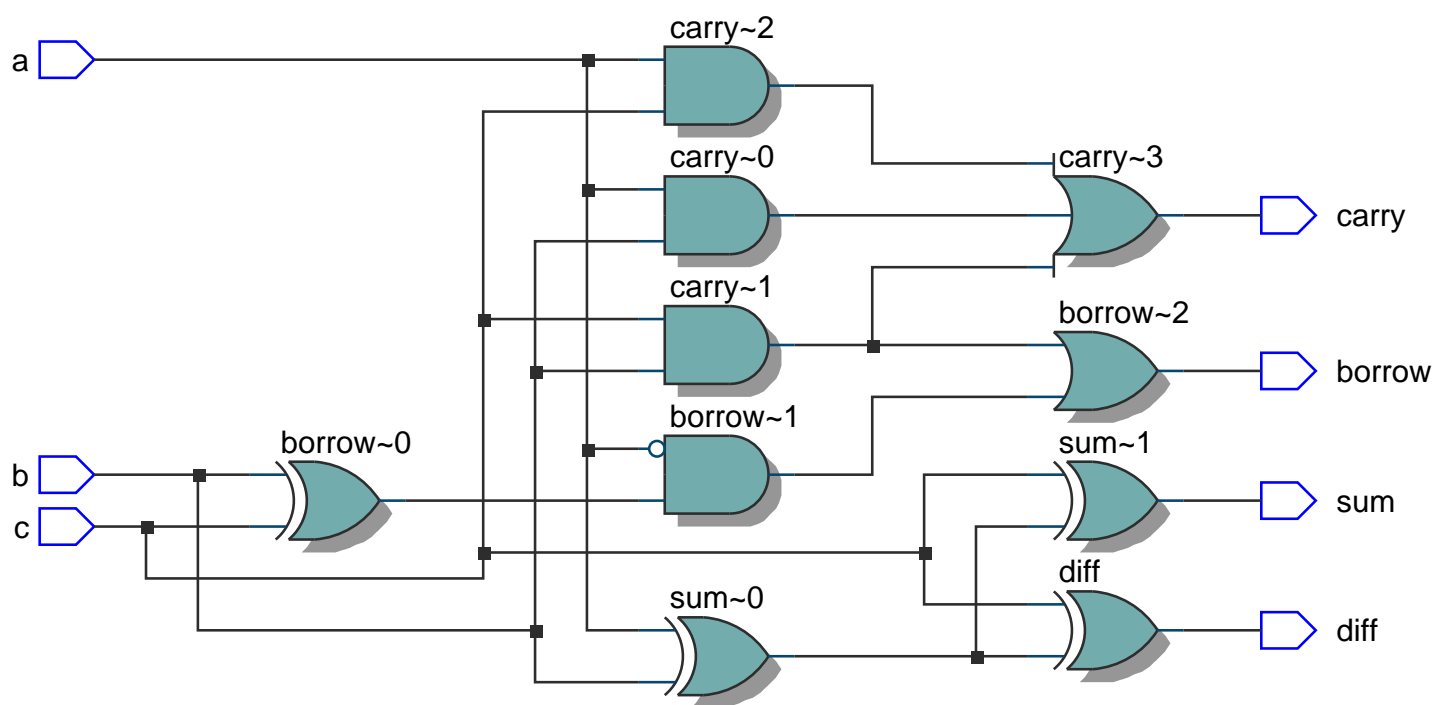 carry~2
a
carry~0
carry~3
carry
carry~1
borrow~2
borrow
borrow~1
borrow~0
sum~1
b
sum
c
diff
sum~0
diff